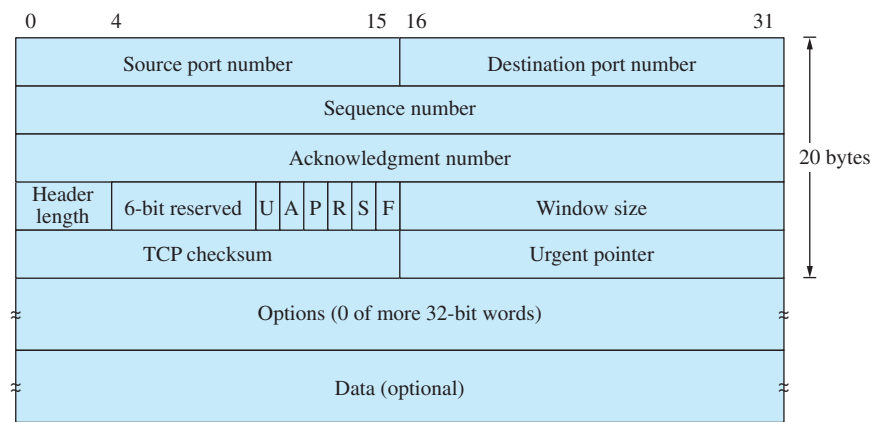 0 4 15 16 31
Source port number Destination port number
Sequence number
Acknowledgment number
20 bytes
Header
length
6-bit reserved U A P R S F Window size
TCP checksum Urgent pointer
Options (0 of more 32-bit words)
Data (optional)